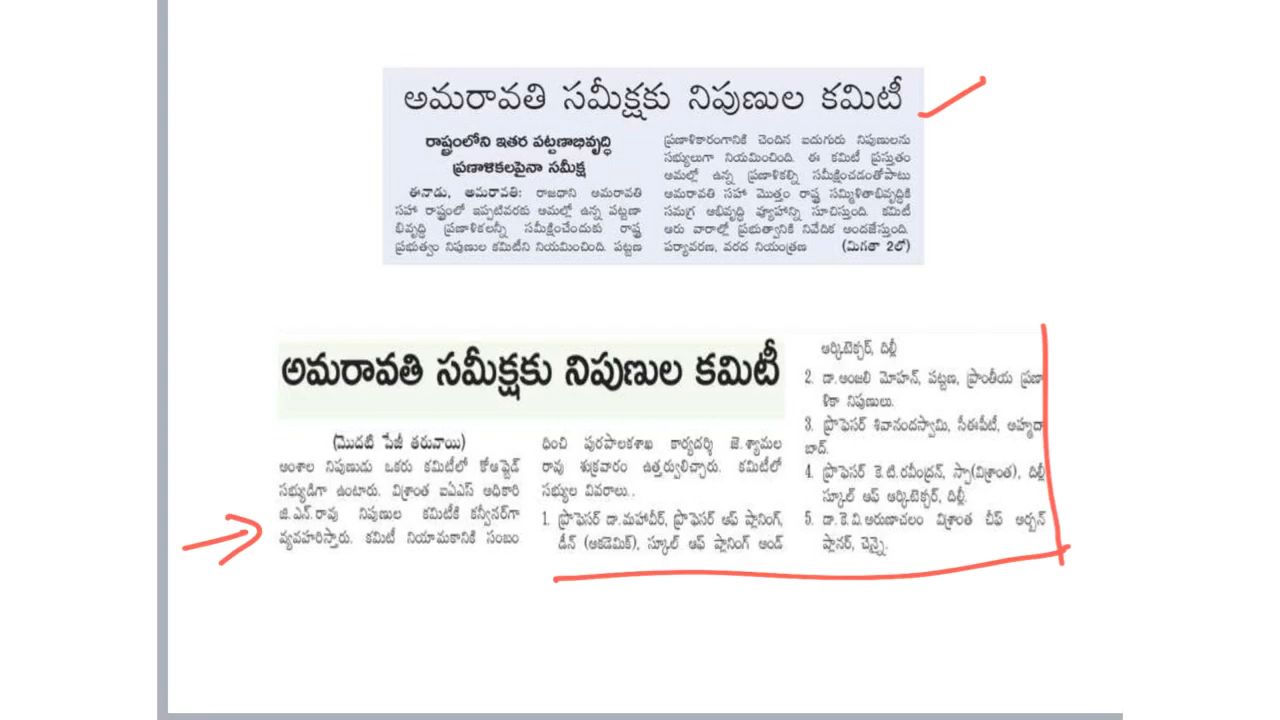 అమరావతి సమీక్షకు నిపుణుల కమిటీ
రాష్ట్రంలోని ఇతర పట్టణాభివృద్ధి
ప్రణాళికలపైనా సమీక్ష
ఈనాడు, అమరావతి: రాజధాని అమరావతి
సహా రాష్ట్రంలో ఇప్పటివరకు అమల్లో ఉన్న పట్టణా
భివృద్ధి ప్రణాళికలన్నీ సమీక్షించేందుకు రాష్ట్ర
ప్రభుత్వం నిపుణుల కమిటీని నియమించింది. పట్టణ
ప్రణాళికారంగానికి చెందిన ఐదుగురు నిపుణులను
సభ్యులుగా నియమించింది. ఈ కమిటీ ప్రస్తుతం
అమల్లో ఉన్న ప్రణాళికల్ని సమీక్షించడంతోపాటు
అమరావతి సహా మొత్తం రాష్ట్ర సమ్మిళితాభివృద్ధికి
సమగ్ర అభివృద్ధి వ్యూహాన్ని సూచిస్తుంది. కమిటీ
ఆరు వారాల్లో ప్రభుత్వానికి నివేదిక అందజేస్తుంది.
పర్యావరణ, వరద నియంత్రణ (మిగతా 2లో)
అమరావతి సమీక్షకు నిపుణుల కమిటీ
(మొదటి పేజీ తరువాయి)
అంశాల నిపుణుడు ఒకరు కమిటీలో కోఆప్టెడ్
సభ్యుడిగా ఉంటారు. విశ్రాంత ఐఏఎస్ అధికారి
జి.ఎన్.రావు నిపుణుల కమిటీకి కన్వీనర్‌గా
వ్యవహరిస్తారు. కమిటీ నియామకానికి సంబం
ధించి పురపాలకశాఖ కార్యదర్శి జె.శ్యామల
రావు శుక్రవారం ఉత్తర్వులిచ్చారు. కమిటీలో
సభ్యుల వివరాలు..
1. ప్రొఫెసర్ డా.మహావీర్, ప్రొఫెసర్ ఆఫ్ ప్లానింగ్,
డీన్ (అకడెమిక్), స్కూల్ ఆఫ్ ప్లానింగ్ అండ్
ఆర్కిటెక్చర్, దిల్లీ
2. డా.అంజలి మోహన్, పట్టణ, ప్రాంతీయ ప్రణా
ళికా నిపుణులు.
3. ప్రొఫెసర్ శివానందస్వామి, సీఈపీటీ, అహ్మదా
బాద్.
4. ప్రొఫెసర్ కె.టి.రవీంద్రన్, స్పా(విశ్రాంత), దిల్లీ
స్కూల్ ఆఫ్ ఆర్కిటెక్చర్, దిల్లీ.
5. డా.కె.వి.అరుణాచలం విశ్రాంత చీఫ్ అర్బన్
ప్లానర్, చెన్నై.